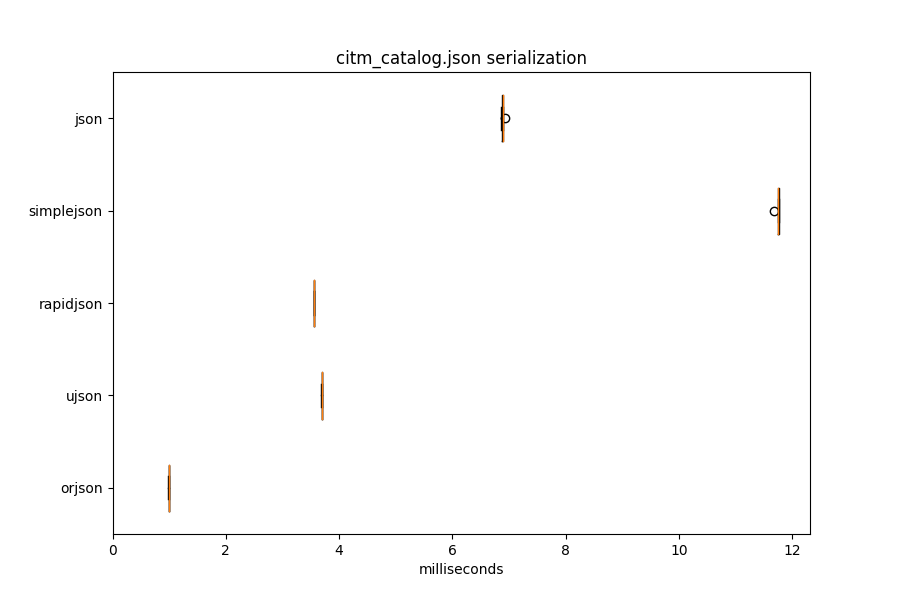 citm_catalog.json serialization
json
simplejson
rapidjson
ujson
orjson
0 2 4 6 8 10 12
milliseconds